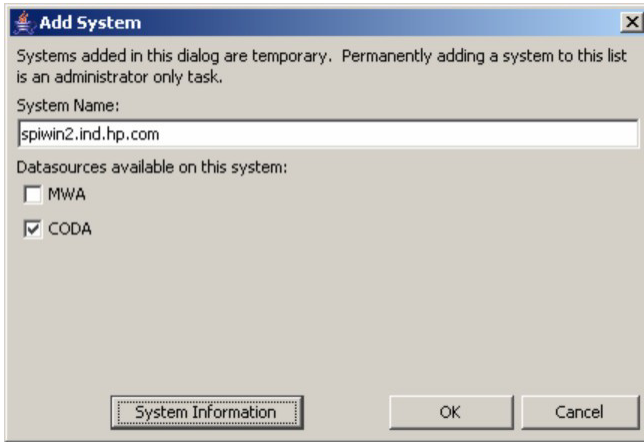 Add System
Systems added in this dialog are temporary. Permanently adding a system to this list
is an administrator only task.
System Name:
spiwin2.ind.hp.com
Datasources available on this system:
MWA
CODA
System Information
OK
Cancel